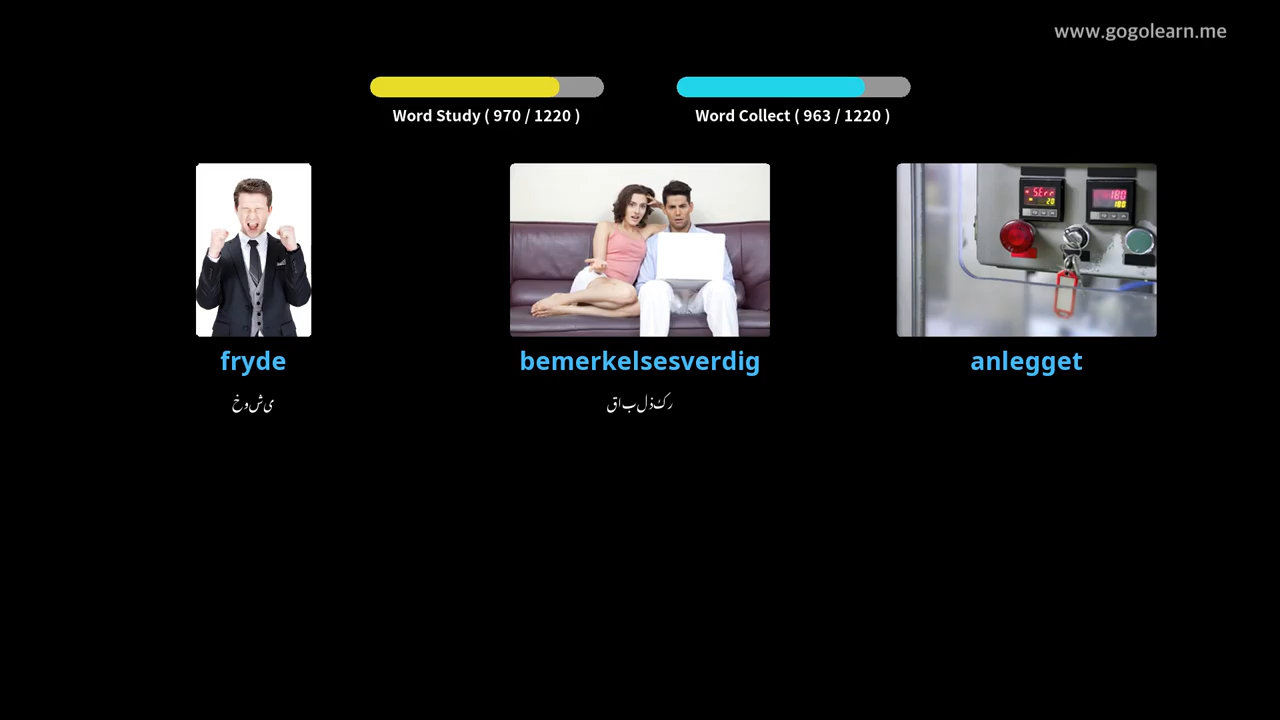 www.gogolearn.me
Word Study ( 970 / 1220 )
Word Collect ( 963 / 1220 )
fryde
bemerkelsesverdig
anlegget
خوشی
قابل ذکر